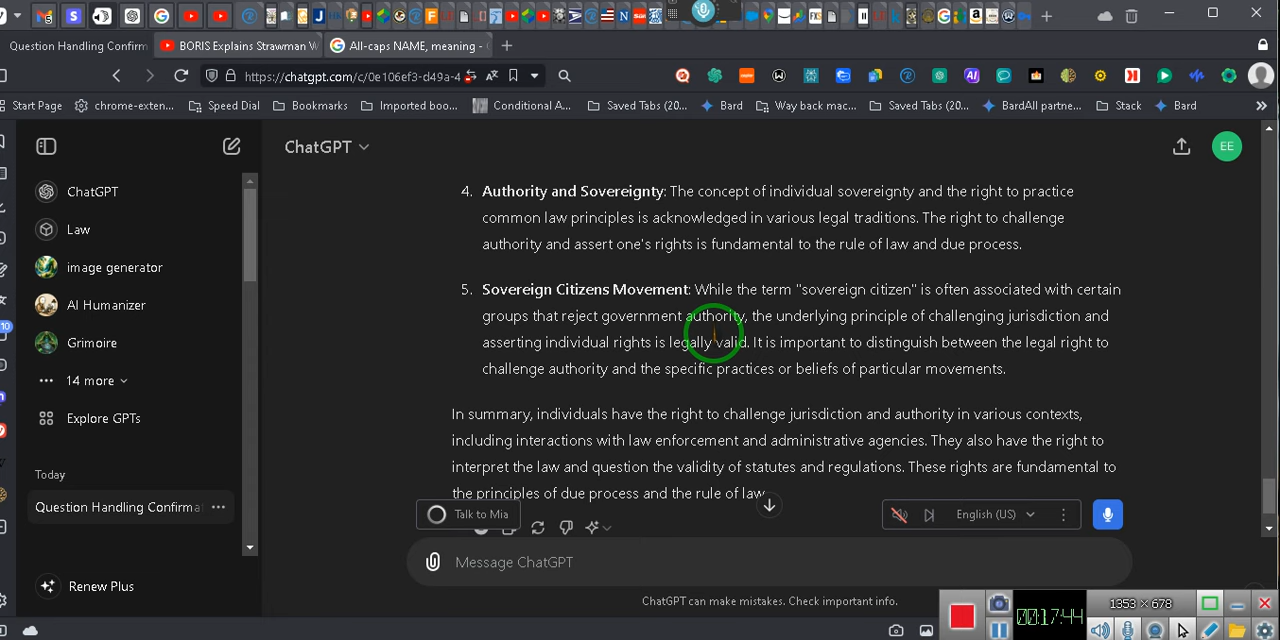 Question Handling Confirm
BORIS Explains Strawman W
All-caps NAME, meaning -
https://chatgpt.com/c/0e106ef3-d49a-4
Start Page
chrome-exten...
Speed Dial
Bookmarks
Imported boo...
Conditional A...
Saved Tabs (20...
Bard
Way back mach...
Saved Tabs (20...
BardAll partne...
Stack
Bard
ChatGPT
EE
ChatGPT
Law
image generator
AI Humanizer
Grimoire
14 more
Explore GPTs
Today
Question Handling Confirma
Renew Plus
4. Authority and Sovereignty: The concept of individual sovereignty and the right to practice
common law principles is acknowledged in various legal traditions. The right to challenge
authority and assert one's rights is fundamental to the rule of law and due process.
5. Sovereign Citizens Movement: While the term "sovereign citizen" is often associated with certain
groups that reject government authority, the underlying principle of challenging jurisdiction and
asserting individual rights is legally valid. It is important to distinguish between the legal right to
challenge authority and the specific practices or beliefs of particular movements.
In summary, individuals have the right to challenge jurisdiction and authority in various contexts,
including interactions with law enforcement and administrative agencies. They also have the right to
interpret the law and question the validity of statutes and regulations. These rights are fundamental to
the principles of due process and the rule of law.
Talk to Mia
English (US)
Message ChatGPT
ChatGPT can make mistakes. Check important info.
00:17:44
1353 × 678